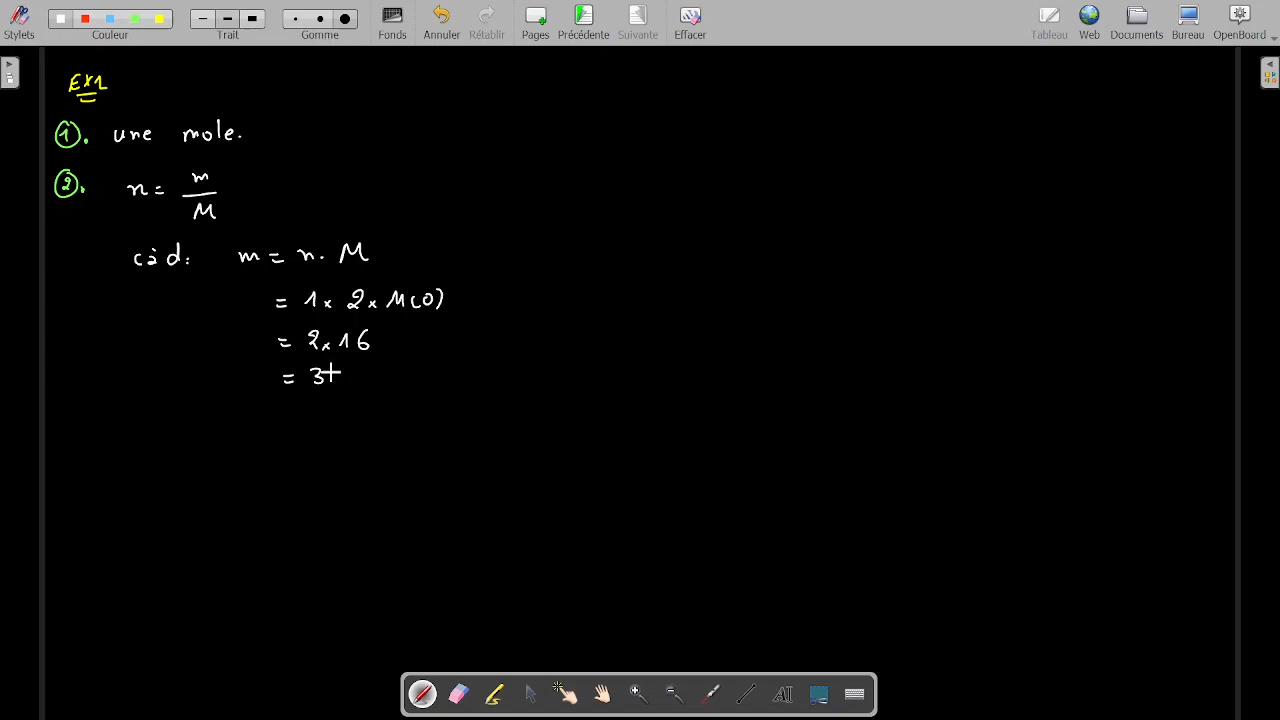 Stylets Couleur Trait Gomme Fonds Annuler Rétablir Pages Précédente Suivante Effacer Tableau Web Documents Bureau OpenBoard
Ex1
1. une mole.
2. n = m / M
càd: m = n. M
= 1 x 2 x M(O)
= 2 x 16
= 3